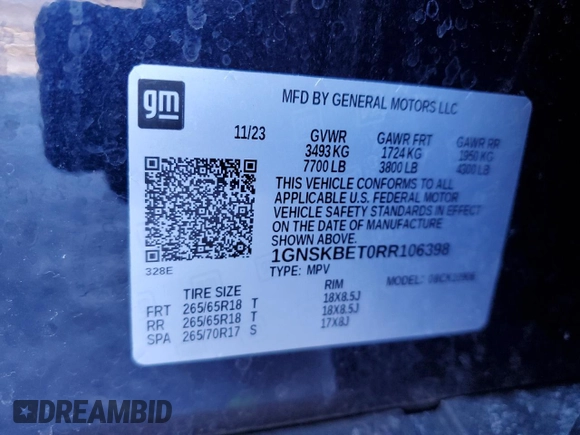 gm
MFD BY GENERAL MOTORS LLC
11/23 GVWR GAWR FRT GAWR RR
3493 KG 1724 KG 1950 KG
7700 LB 3800 LB 4300 LB
THIS VEHICLE CONFORMS TO ALL
APPLICABLE U.S. FEDERAL MOTOR
VEHICLE SAFETY STANDARDS IN EFFECT
ON THE DATE OF MANUFACTURE
SHOWN ABOVE.
1GNSKBET0RR106398
328E
TYPE: MPV MODEL:
TIRE SIZE RIM
FRT 265/65R18 T 18X8.5J
RR 265/65R18 T 18X8.5J
SPA 265/70R17 S 17X8J
DREAMBID